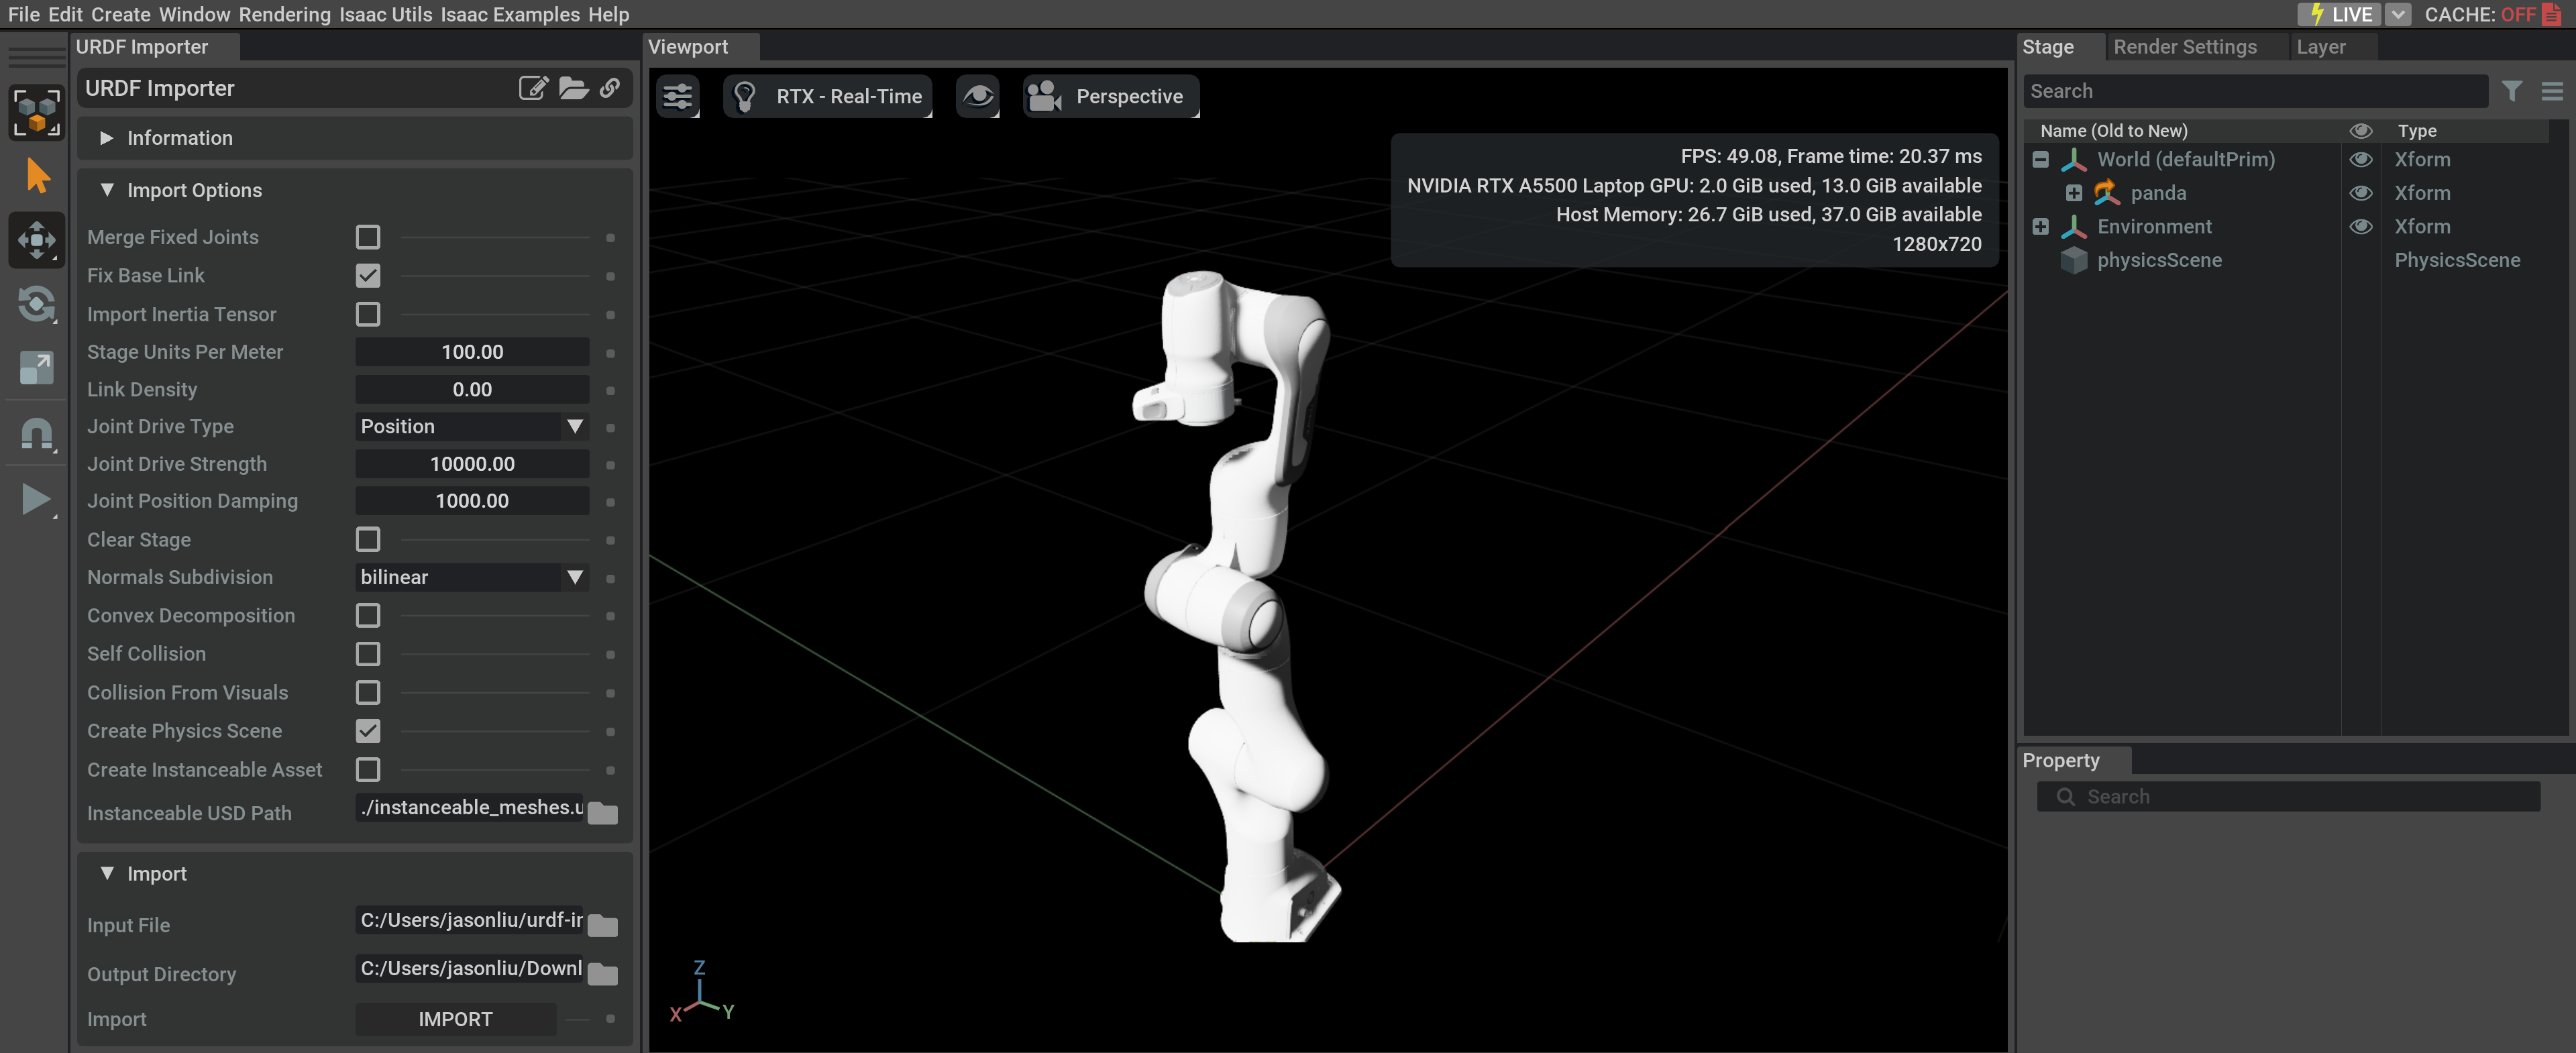 File Edit Create Window Rendering Isaac Utils Isaac Examples Help
LIVE
CACHE: OFF
URDF Importer
URDF Importer
Information
Import Options
Merge Fixed Joints
Fix Base Link
Import Inertia Tensor
Stage Units Per Meter 100.00
Link Density 0.00
Joint Drive Type Position
Joint Drive Strength 10000.00
Joint Position Damping 1000.00
Clear Stage
Normals Subdivision bilinear
Convex Decomposition
Self Collision
Collision From Visuals
Create Physics Scene
Create Instanceable Asset
Instanceable USD Path ./instanceable_meshes.u
Import
Input File C:/Users/jasonliu/urdf-ir
Output Directory C:/Users/jasonliu/Downl
Import IMPORT
Viewport
RTX - Real-Time
Perspective
FPS: 49.08, Frame time: 20.37 ms
NVIDIA RTX A5500 Laptop GPU: 2.0 GiB used, 13.0 GiB available
Host Memory: 26.7 GiB used, 37.0 GiB available
1280x720
Z
X
Y
Stage Render Settings Layer
Search
Name (Old to New) Type
World (defaultPrim) Xform
panda Xform
Environment Xform
physicsScene PhysicsScene
Property
Search